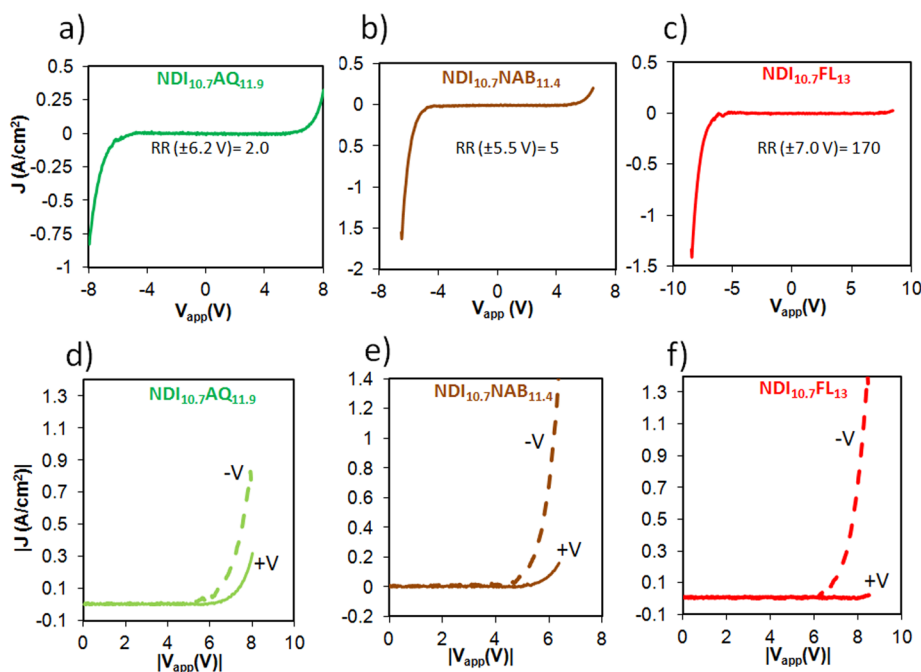 a)
b)
c)
NDI10.7AQ11.9
NDI10.7NAB11.4
NDI10.7FL13
J (A/cm2)
0.5
0.25
0
-0.25
-0.5
-0.75
-1
RR (±6.2 V)= 2.0
-8
-4
0
4
8
Vapp(V)
0.5
0
-0.5
-1
1.5
-2
RR (±5.5 V) = 5
-8
-4
0
4
8
Vapp (V)
0.5
0
-0.5
-1
-1.5
RR (±7.0 V)= 170
-10
-5
0
5
10
Vapp(V)
d)
e)
f)
NDI10.7AQ11.9
NDI10.7NAB11.4
NDI10.7FL13
|J (A/cm2)|
1.3
1.1
0.9
0.7
0.5
0.3
0.1
-0.1
-V
+V
0
2
4
6
8
10
|Vapp(V)|
1.4
1.2
1
0.8
0.6
0.4
0.2
0
-0.2
-V
+V
0
2
4
6
8
|Vapp(V)|
1.3
1.1
0.9
0.7
0.5
0.3
0.1
-0.1
-V
+V
0
2
4
6
8
10
|Vapp(V)|